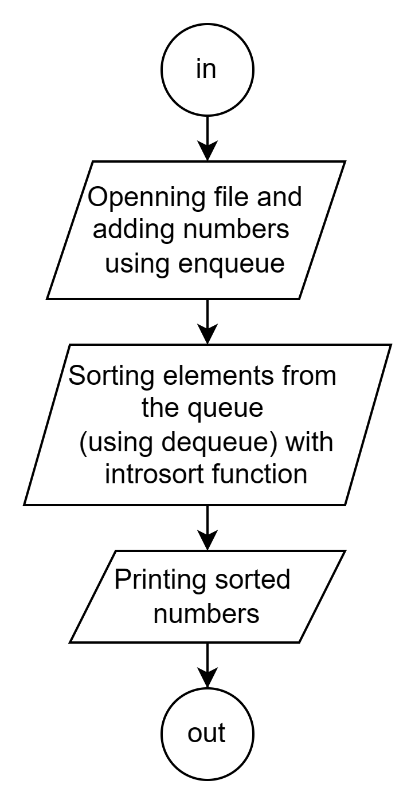 in
Openning file and
adding numbers
using enqueue
Sorting elements from
the queue
(using dequeue) with
introsort function
Printing sorted
numbers
out